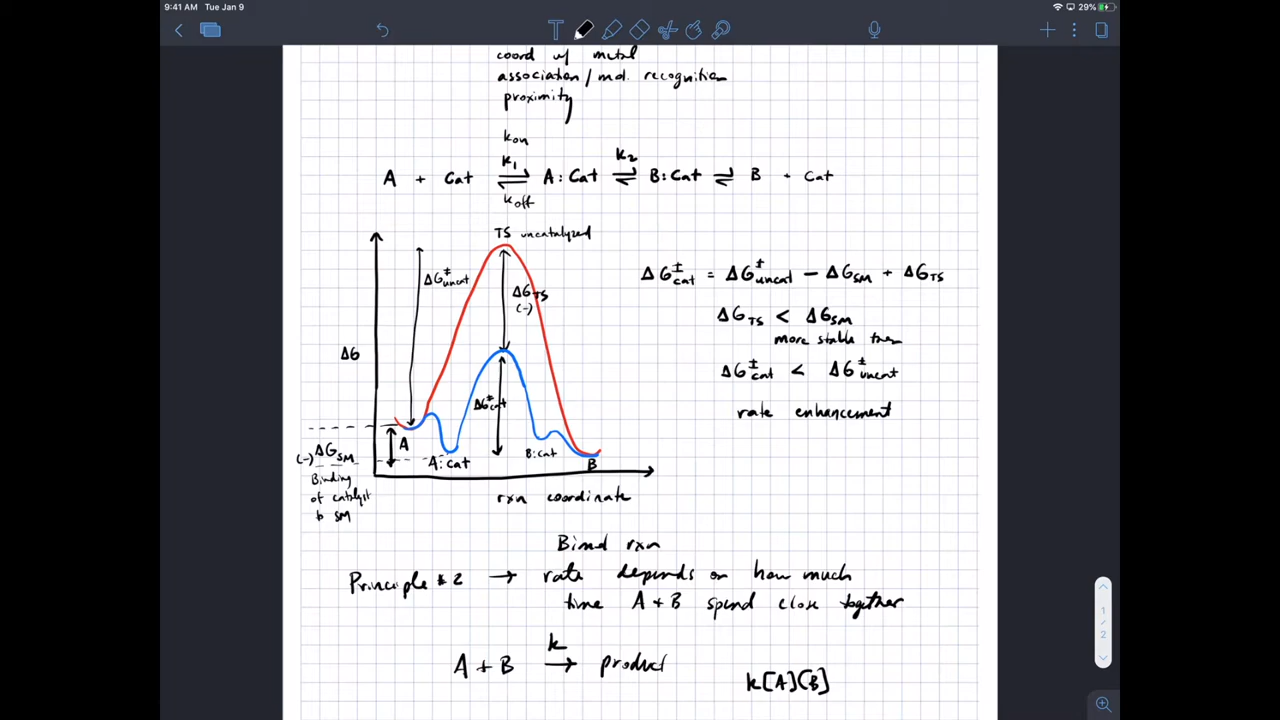 9:41 AM Tue Jan 9
29%
coord w/ metal
association / mol. recognition
proximity
kon
k1
k2
A + Cat ⇌ A:Cat ⇌ B:Cat ⇌ B + Cat
koff
TS uncatalyzed
ΔG‡uncat
ΔGTS
(-)
ΔG‡cat = ΔG‡uncat - ΔGSM + ΔGTS
ΔGTS < ΔGSM
more stable than
ΔG
ΔG‡cat < ΔG‡uncat
ΔG‡cat
rate enhancement
A
(-) ΔGSM
A:Cat
B:Cat
B
Binding
of catalyst
to SM
rxn coordinate
Bimol rxn
Principle #2 → rate depends on how much
time A + B spend close together
k
A + B → product
k[A][B]
1
/
2